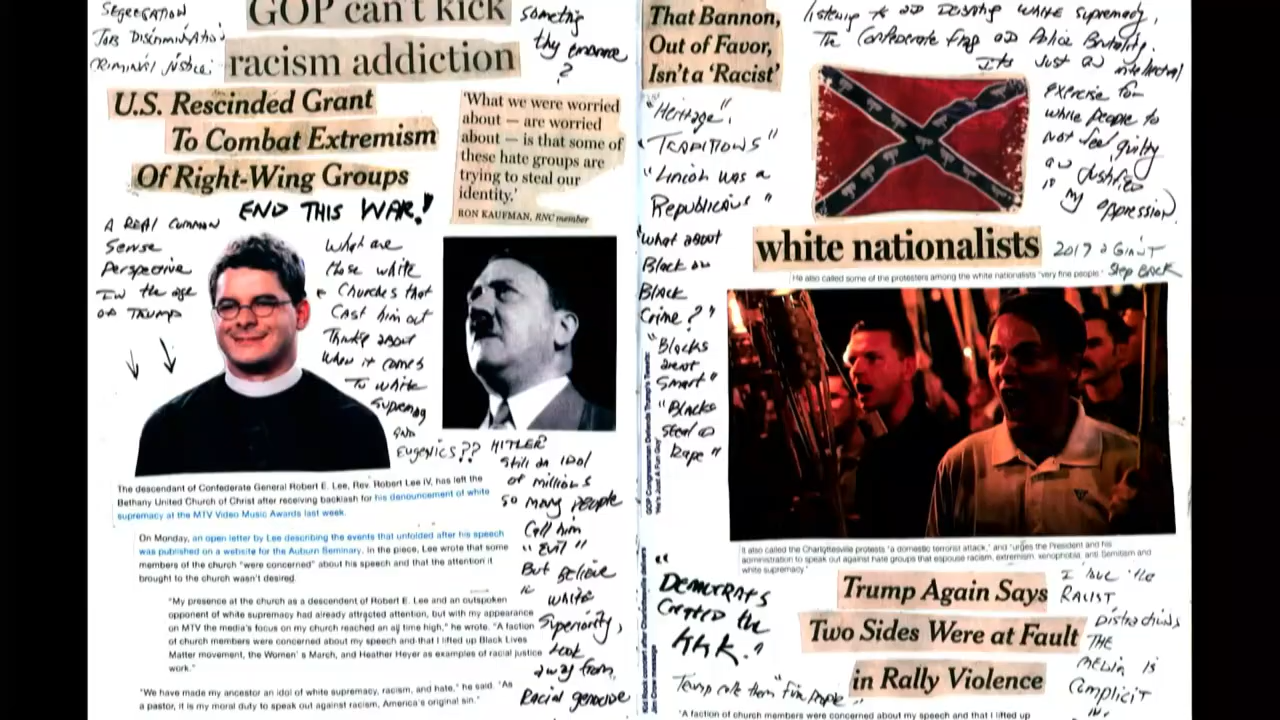 SEGREGATION
JOB DISCRIMINATION
CRIMINAL JUSTICE.
GOP can't kick
racism addiction
something
thy
?
U.S. Rescinded Grant
To Combat Extremism
Of Right-Wing Groups
'What we were worried
about — are worried
about — is that some of
these hate groups are
trying to steal our
identity.'
RON KAUFMAN, RNC member
END THIS WAR!
A REAL COMMON
Sense
Perspective
IN the age
OF TRUMP
What are
those white
Churches that
CAST him out
Think about
when it comes
To white
Supremacy
AND
EUGENICS??
The descendant of Confederate General Robert E. Lee, Rev. Robert Lee IV, has left the
Bethany United Church of Christ after receiving backlash for his denouncement of white
supremacy at the MTV Video Music Awards last week.
On Monday, an open letter by Lee describing the events that unfolded after his speech
was published on a website for the Auburn Seminary. In the piece, Lee wrote that some
members of the church "were concerned" about his speech and that the attention it
brought to the church wasn't desired.
"My presence at the church as a descendent of Robert E. Lee and an outspoken
opponent of white supremacy had already attracted attention, but with my appearance
on MTV the media's focus on my church reached an all time high," he wrote. "A faction
of church members were concerned about my speech and that I lifted up Black Lives
Matter movement, the Women' s March, and Heather Heyer as examples of racial justice
work."
"We have made my ancestor an idol of white supremacy, racism, and hate," he said. "As
a pastor, it is my moral duty to speak out against racism, America's original sin."
HITLER
Still an IDOL
of millions
so many people
Call him
"Evil"
But Believe
IN white
Superiority,
Look
away from
Racial genocide
That Bannon,
Out of Favor,
Isn't a 'Racist'
listening to
WHITE Supremacy,
The Confederate Flag and Police Brutality.
Its just an intellectual
exercise for
white people to
not feel guilty
my oppression.
"Heritage",
"TRADITIONS"
"Lincoln was a
Republican"
"what about
Black on
Black
Crime?"
"Blacks
arent
Smart"
"Blacks
steal and
Rape"
white nationalists
2017 a Giant
Step BACK
He also called some of the protesters among the white nationalists "very fine people."
GOP Congressman Defends Trump's Tweets:
'He's Just A Fun Guy'
It also called the Charlottesville protests "a domestic terrorist attack," and "urges the President and his
administration to speak out against hate groups that espouse racism, extremism, xenophobia, anti Semitism and
white supremacy."
"DEMOCRATS
Created the
KKK."
Trump Again Says
Two Sides Were at Fault
in Rally Violence
RACIST
Distractions
THE
MEDIA IS
Complicit
IN
Trump calls them "Fine People"
"A faction of church members were concerned about my speech and that I lifted up